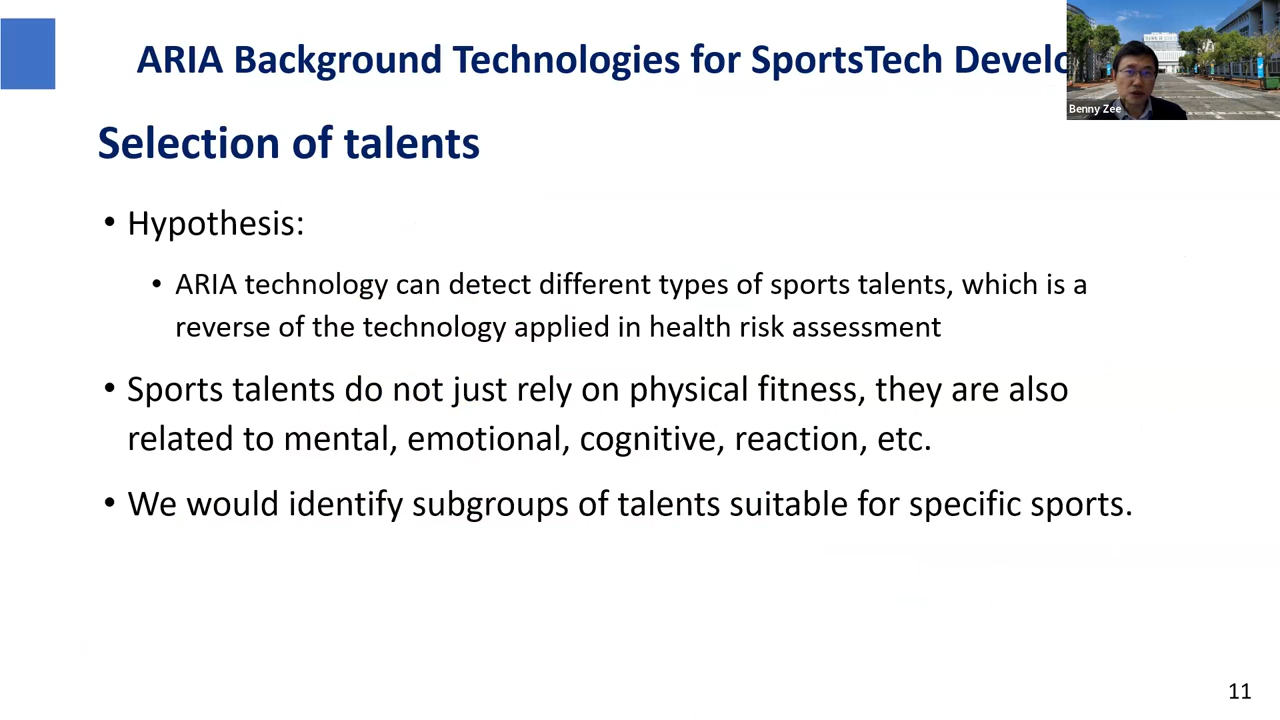 ARIA Background Technologies for SportsTech Develo
Benny Zee
Selection of talents
• Hypothesis:
• ARIA technology can detect different types of sports talents, which is a
reverse of the technology applied in health risk assessment
• Sports talents do not just rely on physical fitness, they are also
related to mental, emotional, cognitive, reaction, etc.
• We would identify subgroups of talents suitable for specific sports.
11